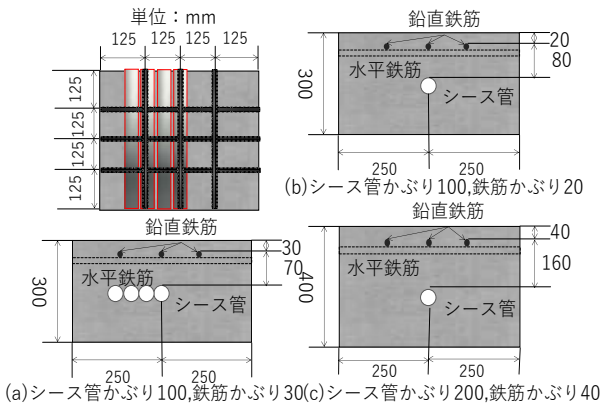 単位：mm
125 125 125 125
125
125
125
125
鉛直鉄筋
20
80
水平鉄筋
シース管
300
250 250
(b)シース管かぶり100,鉄筋かぶり20
鉛直鉄筋
30
70
水平鉄筋
シース管
300
250 250
(a)シース管かぶり100,鉄筋かぶり30
鉛直鉄筋
40
160
水平鉄筋
シース管
400
250 250
(c)シース管かぶり200,鉄筋かぶり40